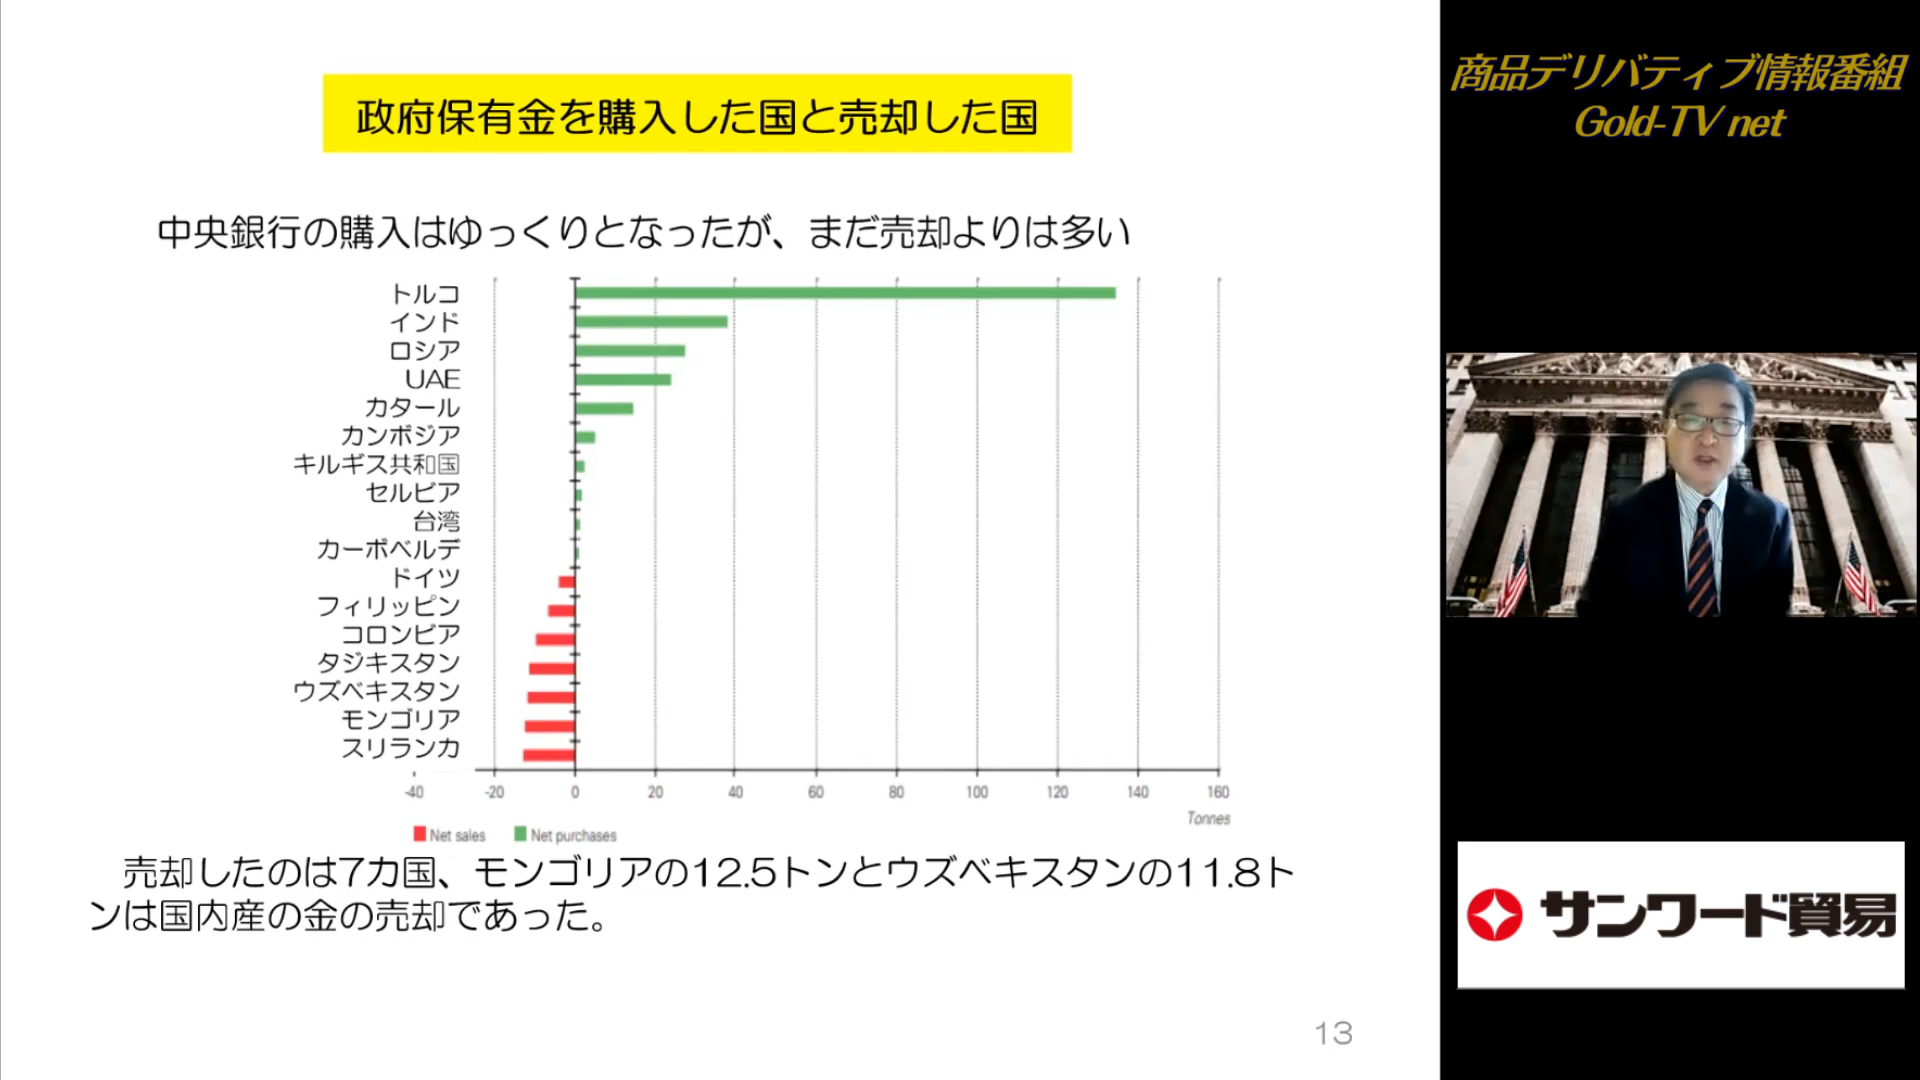 政府保有金を購入した国と売却した国
中央銀行の購入はゆっくりとなったが、まだ売却よりは多い
トルコ
インド
ロシア
UAE
カタール
カンボジア
キルギス共和国
セルビア
台湾
カーボベルデ
ドイツ
フィリッピン
コロンビア
タジキスタン
ウズベキスタン
モンゴリア
スリランカ
-40 -20 0 20 40 60 80 100 120 140 160
Tonnes
Net sales Net purchases
売却したのは7カ国、モンゴリアの12.5トンとウズベキスタンの11.8ト
ンは国内産の金の売却であった。
13
商品デリバティブ情報番組
Gold-TV net
サンワード貿易